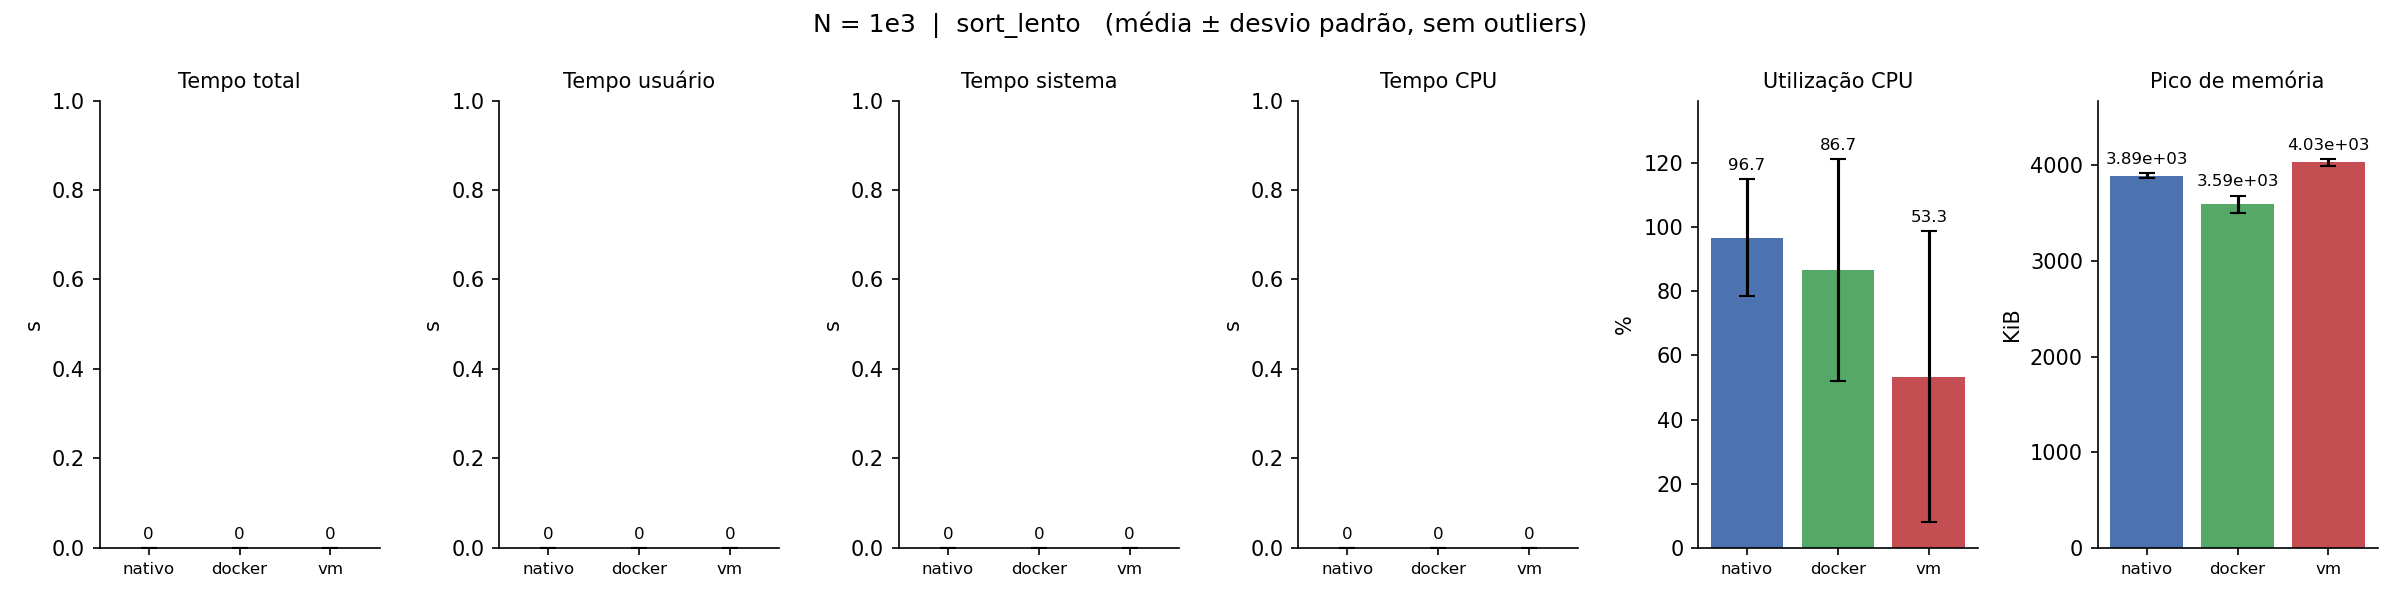 N = 1e3 | sort_lento (média ± desvio padrão, sem outliers)
Tempo total
1.0
0.8
0.6
0.4
0.2
0.0
s
0 0 0
nativo docker vm
Tempo usuário
1.0
0.8
0.6
0.4
0.2
0.0
s
0 0 0
nativo docker vm
Tempo sistema
1.0
0.8
0.6
0.4
0.2
0.0
s
0 0 0
nativo docker vm
Tempo CPU
1.0
0.8
0.6
0.4
0.2
0.0
s
0 0 0
nativo docker vm
Utilização CPU
120
100
80
60
40
20
0
%
96.7 86.7 53.3
nativo docker vm
Pico de memória
4000
3000
2000
1000
0
KiB
3.89e+03 3.59e+03 4.03e+03
nativo docker vm